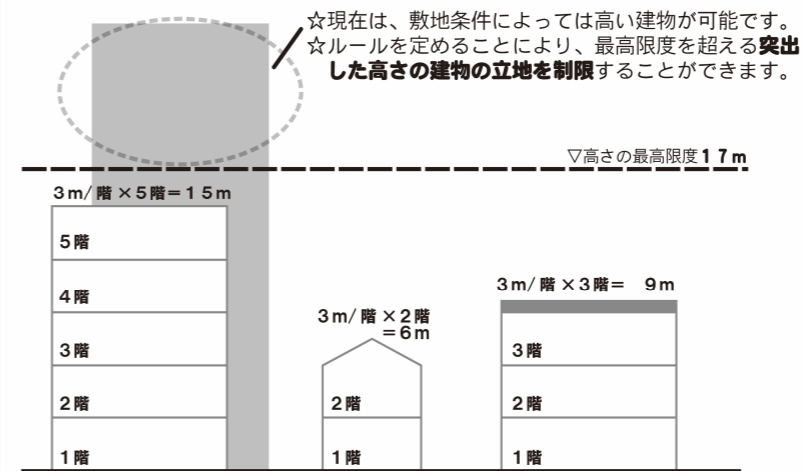 ☆現在は、敷地条件によっては高い建物が可能です。
☆ルールを定めることにより、最高限度を超える突出
した高さの建物の立地を制限することができます。
▽高さの最高限度17m
3m/階×5階=15m
5階
4階
3階
2階
1階
3m/階×2階
=6m
2階
1階
3m/階×3階= 9m
3階
2階
1階